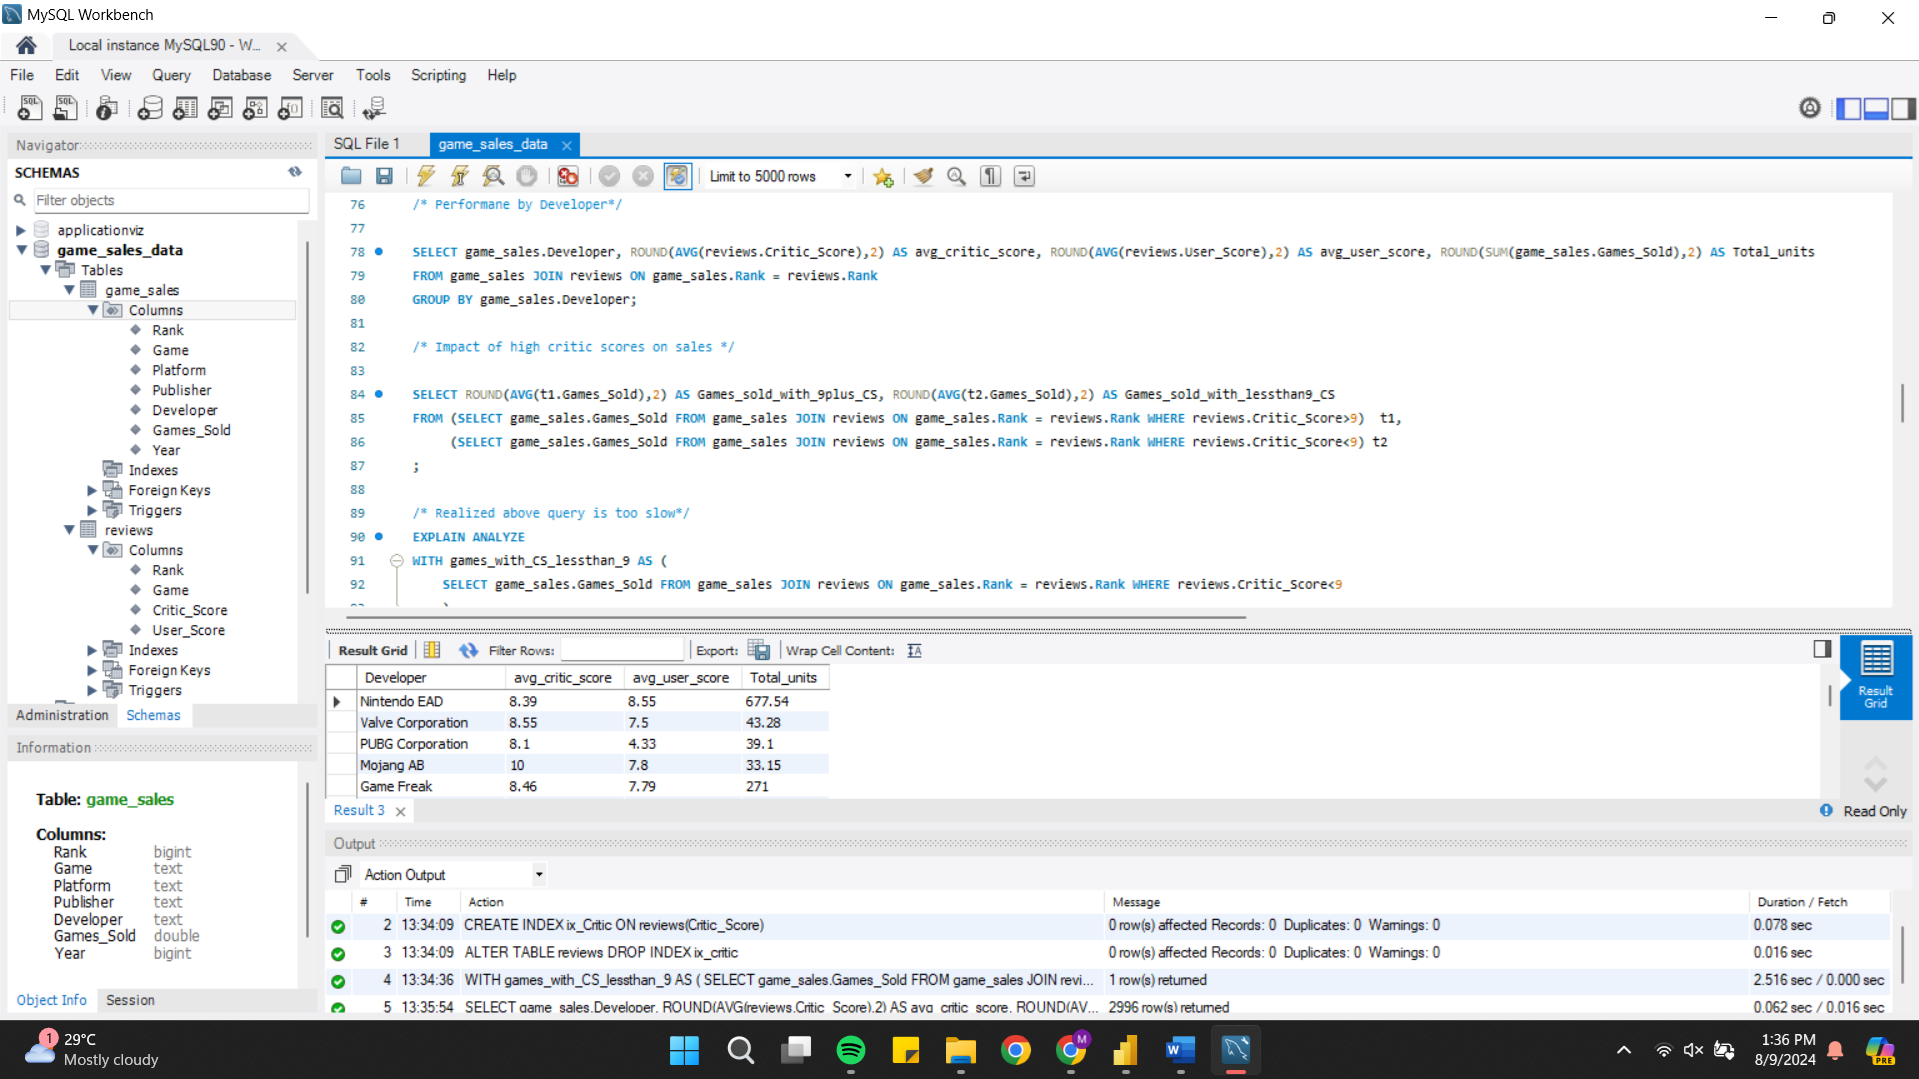 MySQL Workbench
Local instance MySQL90 - W...
File Edit View Query Database Server Tools Scripting Help
Navigator
SCHEMAS
Filter objects
applicationviz
game_sales_data
Tables
game_sales
Columns
Rank
Game
Platform
Publisher
Developer
Games_Sold
Year
Indexes
Foreign Keys
Triggers
reviews
Columns
Rank
Game
Critic_Score
User_Score
Indexes
Foreign Keys
Triggers
Administration Schemas
Information
Table: game_sales
Columns:
Rank bigint
Game text
Platform text
Publisher text
Developer text
Games_Sold double
Year bigint
Object Info Session
SQL File 1 game_sales_data
Limit to 5000 rows
76 /* Performane by Developer*/
77
78 SELECT game_sales.Developer, ROUND(AVG(reviews.Critic_Score),2) AS avg_critic_score, ROUND(AVG(reviews.User_Score),2) AS avg_user_score, ROUND(SUM(game_sales.Games_Sold),2) AS Total_units
79 FROM game_sales JOIN reviews ON game_sales.Rank = reviews.Rank
80 GROUP BY game_sales.Developer;
81
82 /* Impact of high critic scores on sales */
83
84 SELECT ROUND(AVG(t1.Games_Sold),2) AS Games_sold_with_9plus_CS, ROUND(AVG(t2.Games_Sold),2) AS Games_sold_with_lessthan9_CS
85 FROM (SELECT game_sales.Games_Sold FROM game_sales JOIN reviews ON game_sales.Rank = reviews.Rank WHERE reviews.Critic_Score>9) t1,
86 (SELECT game_sales.Games_Sold FROM game_sales JOIN reviews ON game_sales.Rank = reviews.Rank WHERE reviews.Critic_Score<9) t2
87 ;
88
89 /* Realized above query is too slow*/
90 EXPLAIN ANALYZE
91 WITH games_with_CS_lessthan_9 AS (
92 SELECT game_sales.Games_Sold FROM game_sales JOIN reviews ON game_sales.Rank = reviews.Rank WHERE reviews.Critic_Score<9
Result Grid Filter Rows: Export: Wrap Cell Content:
Developer avg_critic_score avg_user_score Total_units
Nintendo EAD 8.39 8.55 677.54
Valve Corporation 8.55 7.5 43.28
PUBG Corporation 8.1 4.33 39.1
Mojang AB 10 7.8 33.15
Game Freak 8.46 7.79 271
Result Grid
Result 3
Read Only
Output
Action Output
# Time Action Message Duration / Fetch
2 13:34:09 CREATE INDEX ix_Critic ON reviews(Critic_Score) 0 row(s) affected Records: 0 Duplicates: 0 Warnings: 0 0.078 sec
3 13:34:09 ALTER TABLE reviews DROP INDEX ix_critic 0 row(s) affected Records: 0 Duplicates: 0 Warnings: 0 0.016 sec
4 13:34:36 WITH games_with_CS_lessthan_9 AS ( SELECT game_sales.Games_Sold FROM game_sales JOIN revi... 1 row(s) returned 2.516 sec / 0.000 sec
5 13:35:54 SELECT game_sales.Developer, ROUND(AVG(reviews.Critic_Score),2) AS avg_critic_score, ROUND(AV... 2996 row(s) returned 0.062 sec / 0.016 sec
1
29°C
Mostly cloudy
M
W
1:36 PM
8/9/2024
PRE